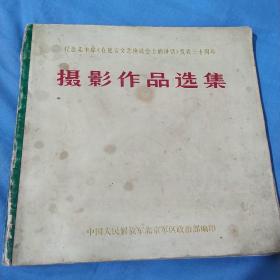 纪念毛主席《在延安文艺座谈会上的讲话》发表三十周年
摄影作品选集
中国人民解放军北京军区政治部编印